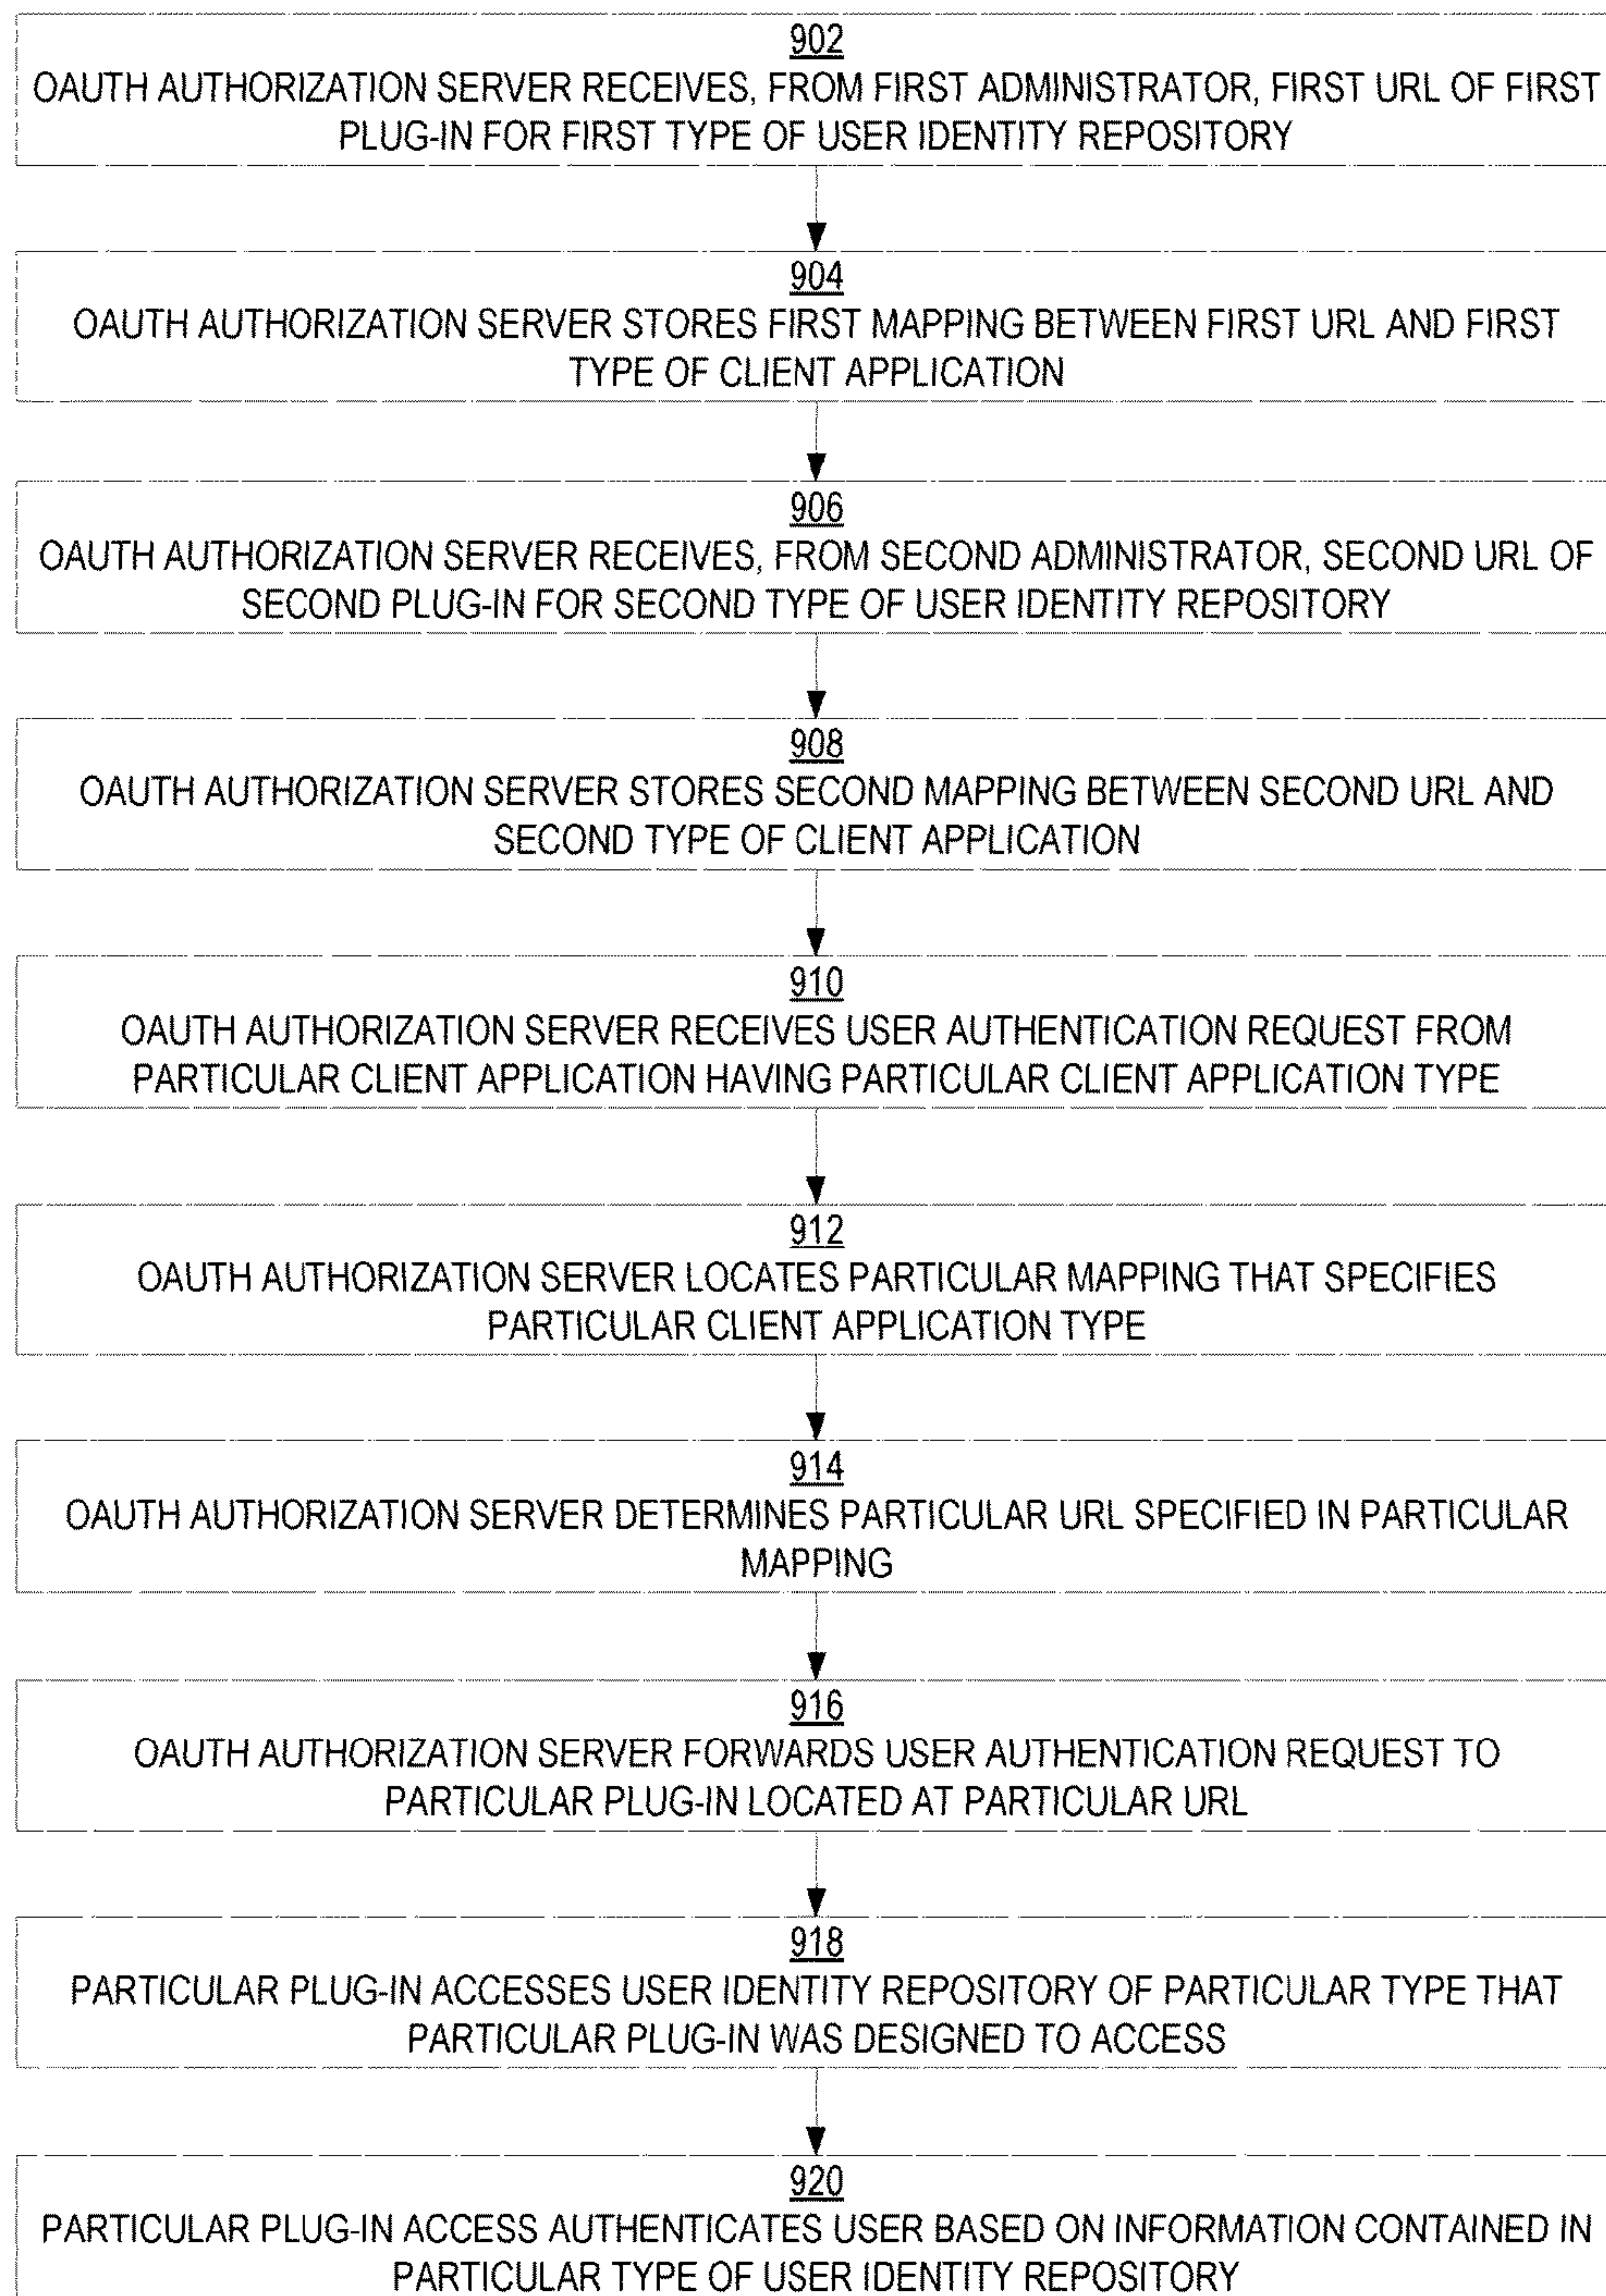 902
OAUTH AUTHORIZATION SERVER RECEIVES, FROM FIRST ADMINISTRATOR, FIRST URL OF FIRST
PLUG-IN FOR FIRST TYPE OF USER IDENTITY REPOSITORY
904
OAUTH AUTHORIZATION SERVER STORES FIRST MAPPING BETWEEN FIRST URL AND FIRST
TYPE OF CLIENT APPLICATION
906
OAUTH AUTHORIZATION SERVER RECEIVES, FROM SECOND ADMINISTRATOR, SECOND URL OF
SECOND PLUG-IN FOR SECOND TYPE OF USER IDENTITY REPOSITORY
908
OAUTH AUTHORIZATION SERVER STORES SECOND MAPPING BETWEEN SECOND URL AND
SECOND TYPE OF CLIENT APPLICATION
910
OAUTH AUTHORIZATION SERVER RECEIVES USER AUTHENTICATION REQUEST FROM
PARTICULAR CLIENT APPLICATION HAVING PARTICULAR CLIENT APPLICATION TYPE
912
OAUTH AUTHORIZATION SERVER LOCATES PARTICULAR MAPPING THAT SPECIFIES
PARTICULAR CLIENT APPLICATION TYPE
914
OAUTH AUTHORIZATION SERVER DETERMINES PARTICULAR URL SPECIFIED IN PARTICULAR
MAPPING
916
OAUTH AUTHORIZATION SERVER FORWARDS USER AUTHENTICATION REQUEST TO
PARTICULAR PLUG-IN LOCATED AT PARTICULAR URL
918
PARTICULAR PLUG-IN ACCESSES USER IDENTITY REPOSITORY OF PARTICULAR TYPE THAT
PARTICULAR PLUG-IN WAS DESIGNED TO ACCESS
920
PARTICULAR PLUG-IN ACCESS AUTHENTICATES USER BASED ON INFORMATION CONTAINED IN
PARTICULAR TYPE OF USER IDENTITY REPOSITORY